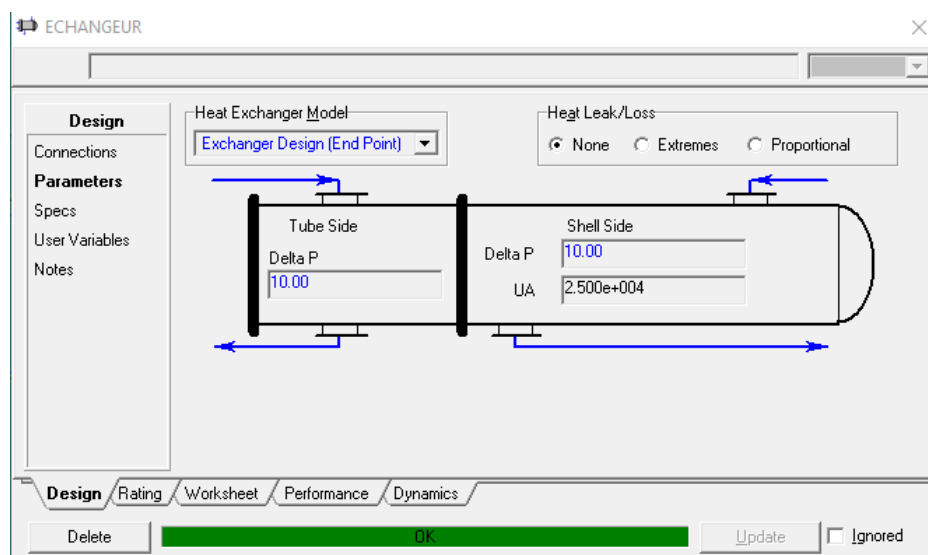 ECHANGEUR
Design
Connections
Parameters
Specs
User Variables
Notes
Heat Exchanger Model
Exchanger Design (End Point)
Heat Leak/Loss
None Extremes Proportional
Tube Side
Delta P
10.00
Shell Side
Delta P 10.00
UA 2.500e+004
Design Rating Worksheet Performance Dynamics
Delete OK Update Ignored